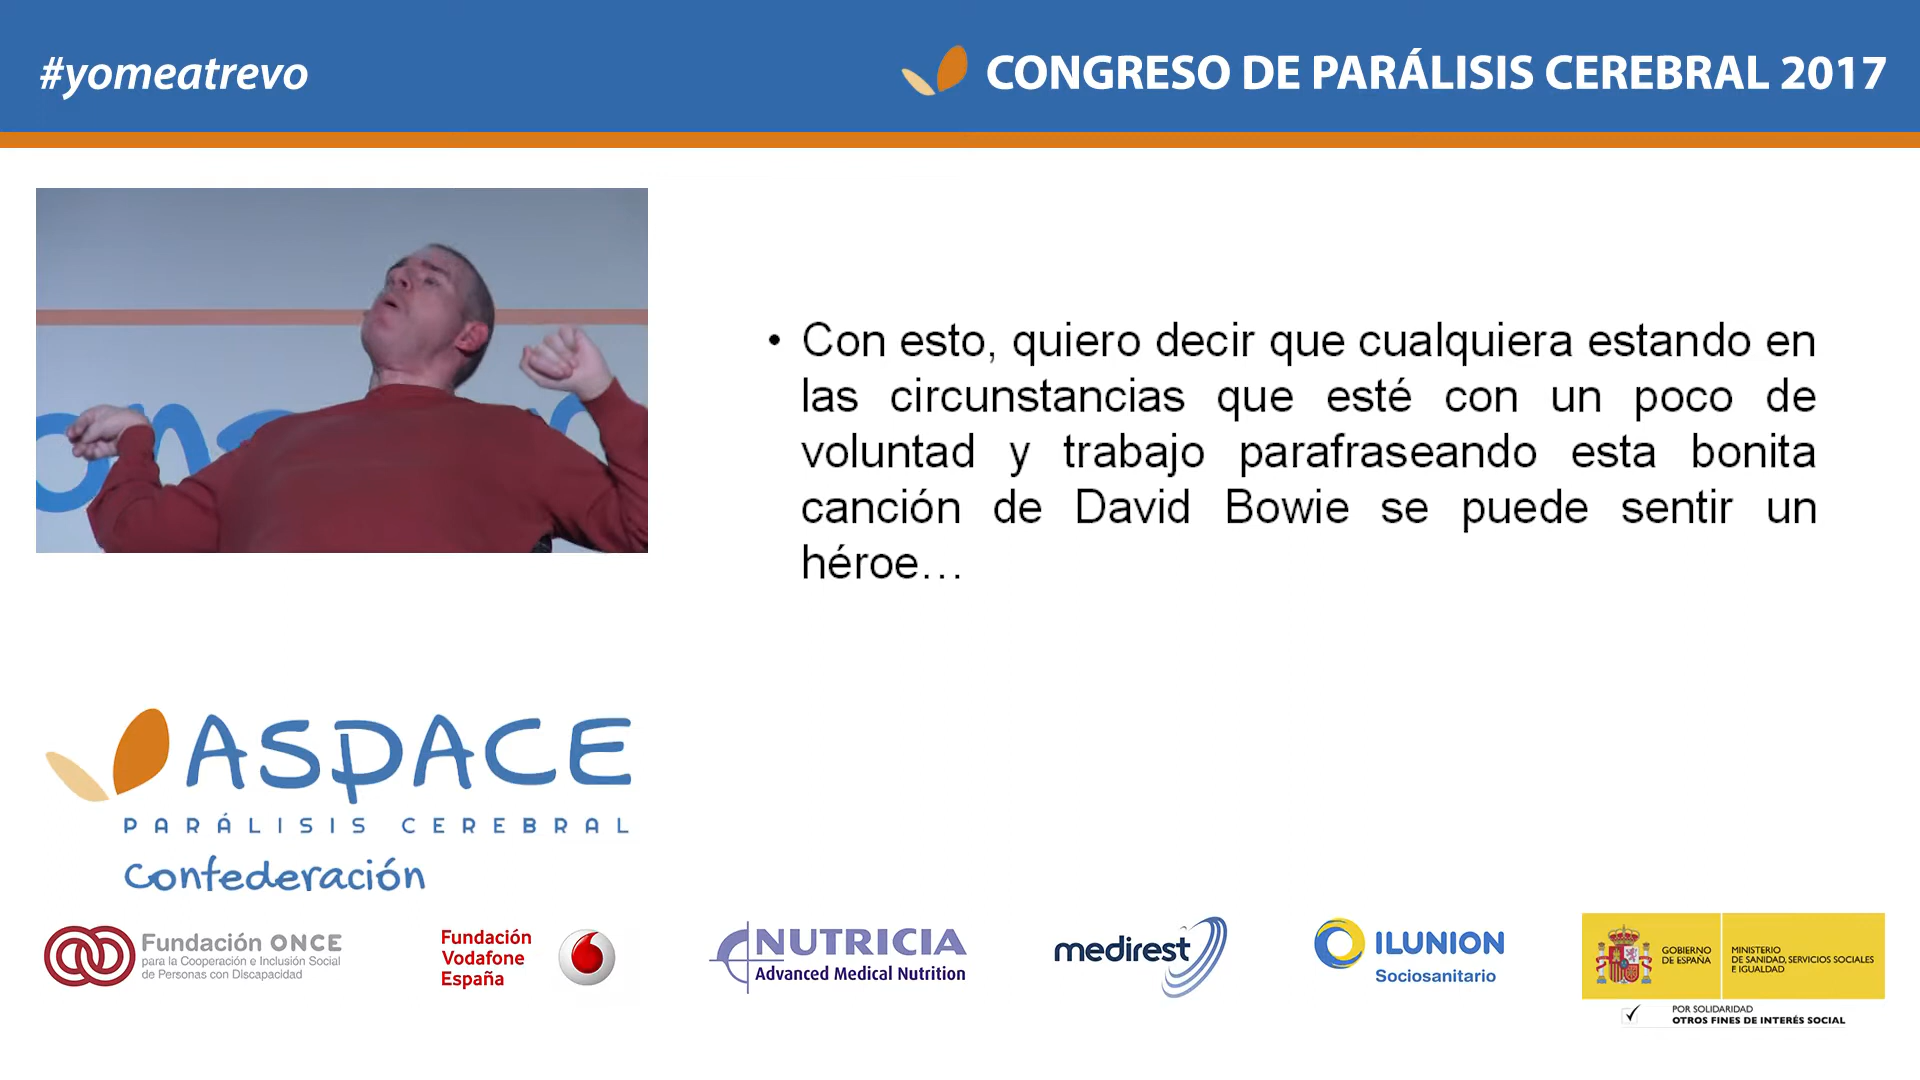 #yomeatrevo
CONGRESO DE PARÁLISIS CEREBRAL 2017
• Con esto, quiero decir que cualquiera estando en
las circunstancias que esté con un poco de
voluntad y trabajo parafraseando esta bonita
canción de David Bowie se puede sentir un
héroe…
ASPACE
PARÁLISIS CEREBRAL
Confederación
Fundación ONCE
para la Cooperación e Inclusión Social
de Personas con Discapacidad
Fundación
Vodafone
España
NUTRICIA
Advanced Medical Nutrition
medirest
ILUNION
Sociosanitario
GOBIERNO
DE ESPAÑA
MINISTERIO
DE SANIDAD, SERVICIOS SOCIALES
E IGUALDAD
POR SOLIDARIDAD
OTROS FINES DE INTERÉS SOCIAL